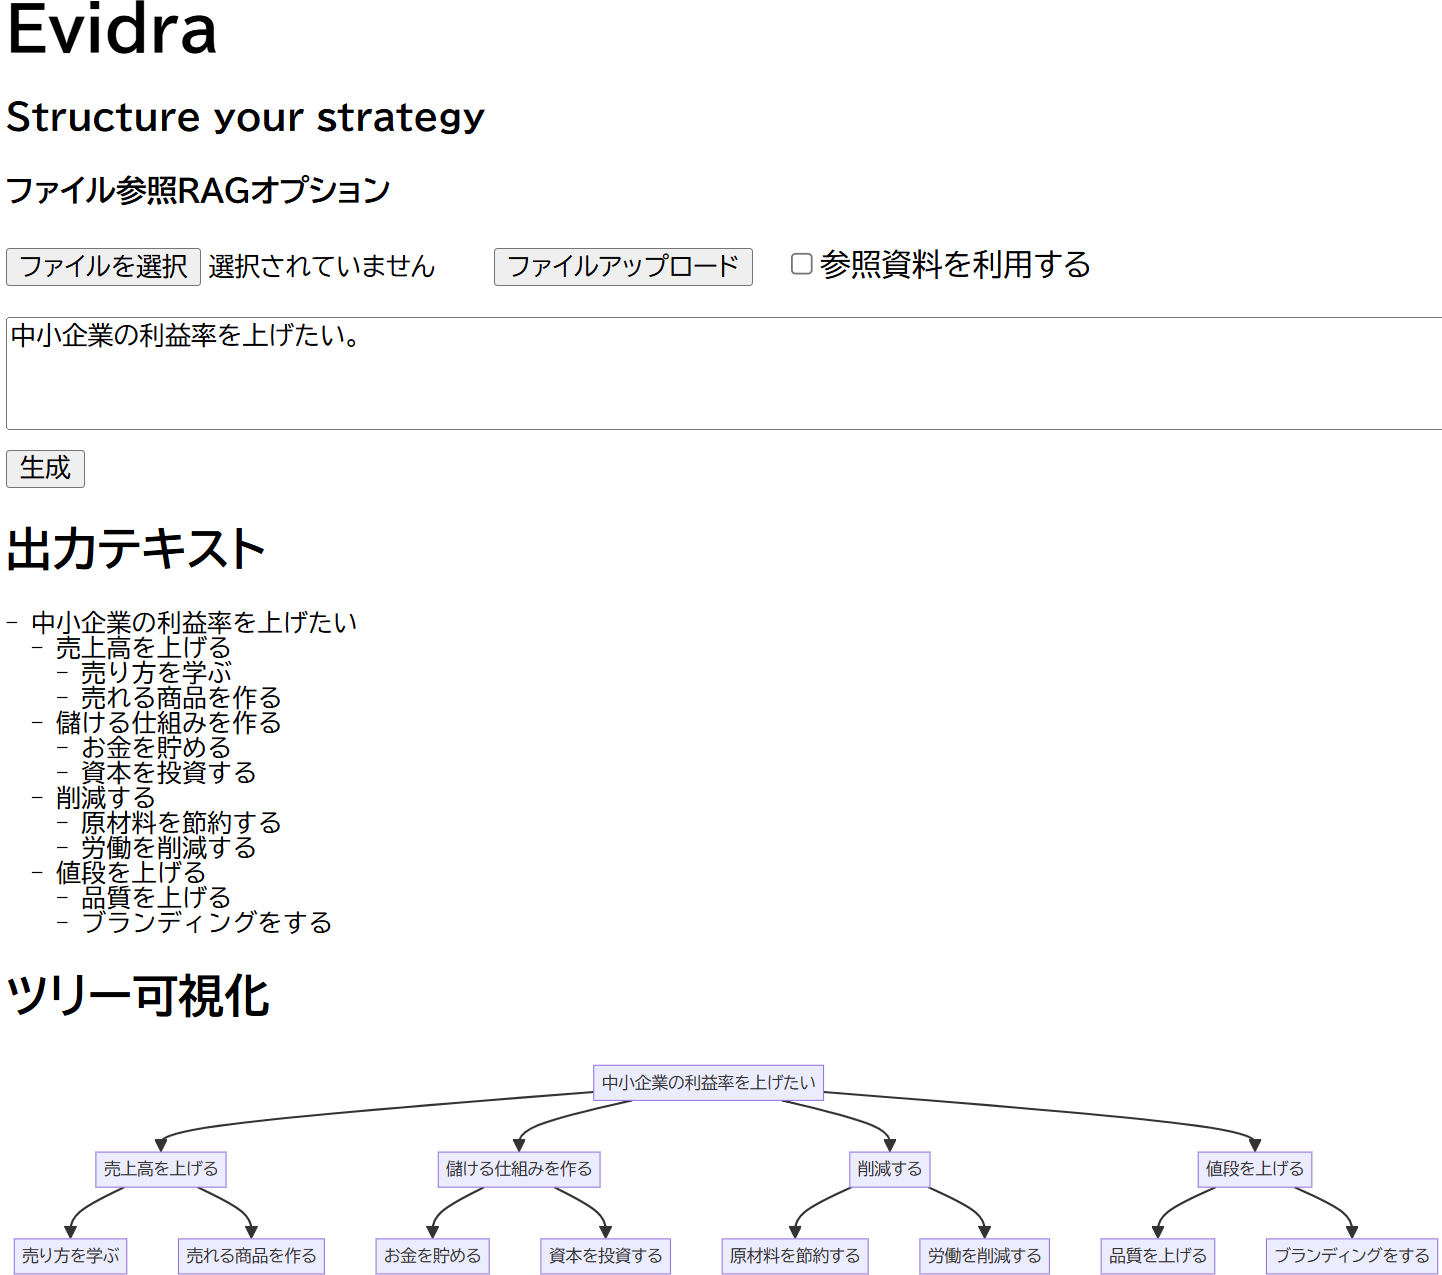 Evidra
Structure your strategy
ファイル参照RAGオプション
ファイルを選択 選択されていません ファイルアップロード 参照資料を利用する
中小企業の利益率を上げたい。
生成
出力テキスト
- 中小企業の利益率を上げたい
- 売上高を上げる
- 売り方を学ぶ
- 売れる商品を作る
- 儲ける仕組みを作る
- お金を貯める
- 資本を投資する
- 削減する
- 原材料を節約する
- 労働を削減する
- 値段を上げる
- 品質を上げる
- ブランディングをする
ツリー可視化
中小企業の利益率を上げたい
売上高を上げる 儲ける仕組みを作る 削減する 値段を上げる
売り方を学ぶ 売れる商品を作る お金を貯める 資本を投資する 原材料を節約する 労働を削減する 品質を上げる ブランディングをする